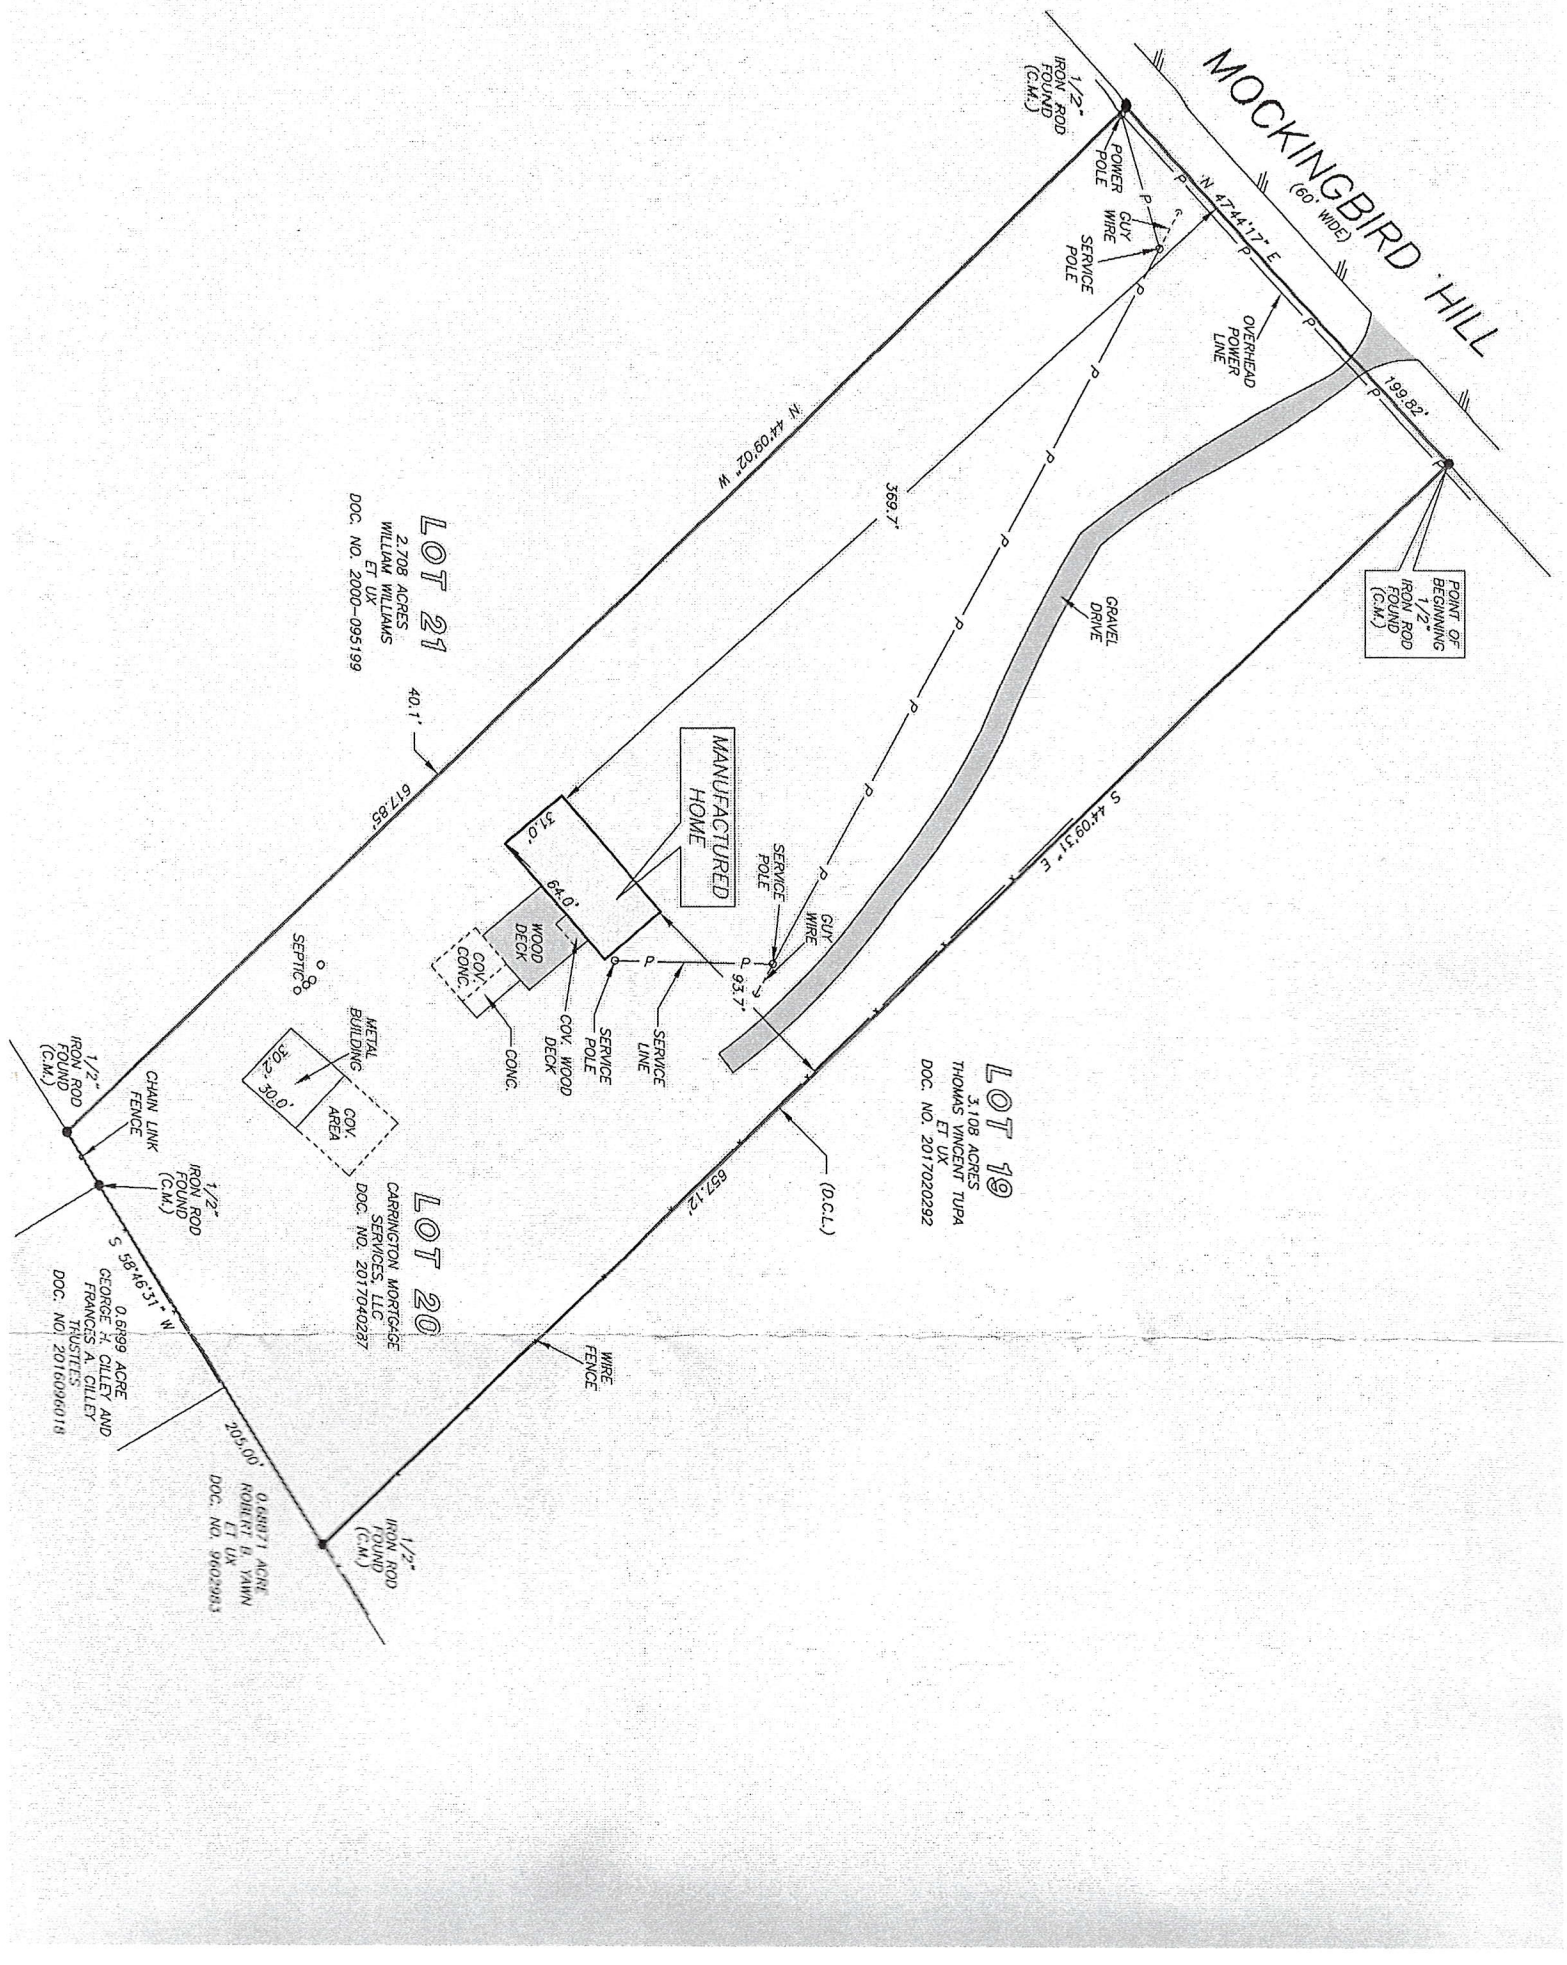 MOCKINGBIRD HILL
(60' WIDE)
1/2"
IRON ROD
FOUND
(C.M.)
POWER
POLE
GUY
WIRE
SERVICE
POLE
N 47°44'17" E
199.82'
OVERHEAD
POWER
LINE
P
P
P
P
P
P
POINT OF
BEGINNING
1/2"
IRON ROD
FOUND
(C.M.)
GRAVEL
DRIVE
P
P
P
P
P
P
P
P
P
N 44°09'02" W
617.85'
369.7'
S 44°09'31" E
657.12'
LOT 21
2.708 ACRES
WILLIAM WILLIAMS
ET UX
DOC. NO. 2000-095199
40.1'
MANUFACTURED
HOME
31.0'
64.0'
SERVICE
POLE
GUY
WIRE
P
P
93.7'
WOOD
DECK
COV.
CONC.
CONC.
COV. WOOD
DECK
SERVICE
POLE
SERVICE
LINE
SEPTIC
METAL
BUILDING
30.2'
30.0'
COV.
AREA
LOT 19
3.108 ACRES
THOMAS VINCENT TUPA
ET UX
DOC. NO. 2017020292
(D.C.L.)
LOT 20
CARRINGTON MORTGAGE
SERVICES, LLC
DOC. NO. 2017040287
WIRE
FENCE
1/2"
IRON ROD
FOUND
(C.M.)
CHAIN LINK
FENCE
1/2"
IRON ROD
FOUND
(C.M.)
S 58°46'31" W
205.00'
0.6899 ACRE
GEORGE H. CILLEY AND
FRANCES A. CILLEY
TRUSTEES
DOC. NO. 2016096018
0.68871 ACRE
ROBERT B. YAWN
ET UX
DOC. NO. 9602983
1/2"
IRON ROD
FOUND
(C.M.)